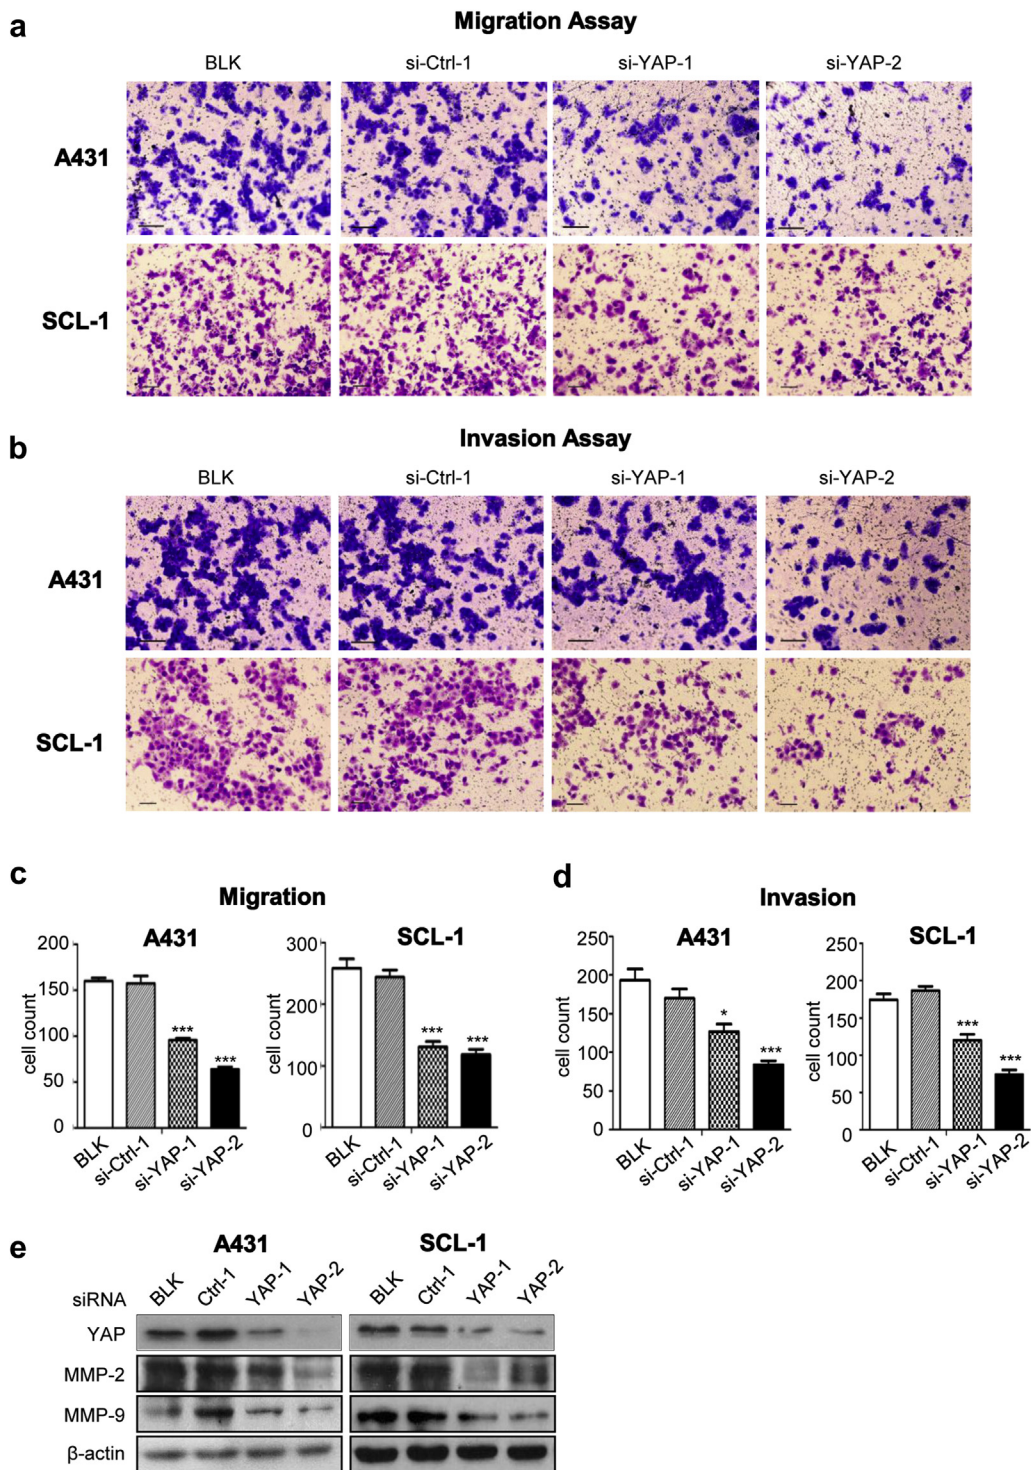 a
Migration Assay
BLK si-Ctrl-1 si-YAP-1 si-YAP-2
A431
SCL-1
b
Invasion Assay
BLK si-Ctrl-1 si-YAP-1 si-YAP-2
A431
SCL-1
c
Migration
A431
cell count
200
150
100
50
0
***
***
BLK si-Ctrl-1 si-YAP-1 si-YAP-2
SCL-1
cell count
300
200
100
0
***
***
BLK si-Ctrl-1 si-YAP-1 si-YAP-2
d
Invasion
A431
cell count
250
200
150
100
50
0
*
***
BLK si-Ctrl-1 si-YAP-1 si-YAP-2
SCL-1
cell count
250
200
150
100
50
0
***
***
BLK si-Ctrl-1 si-YAP-1 si-YAP-2
e
A431 SCL-1
siRNA BLK Ctrl-1 YAP-1 YAP-2 BLK Ctrl-1 YAP-1 YAP-2
YAP
MMP-2
MMP-9
β-actin